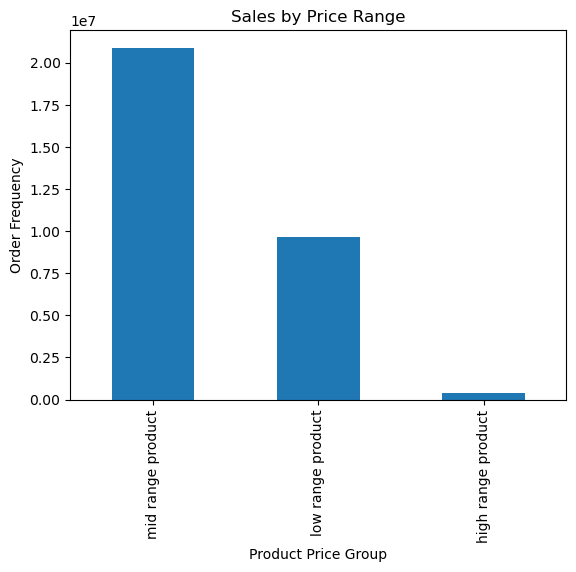 Sales by Price Range
1e7
2.00
1.75
1.50
1.25
1.00
0.75
0.50
0.25
0.00
Order Frequency
mid range product
low range product
high range product
Product Price Group